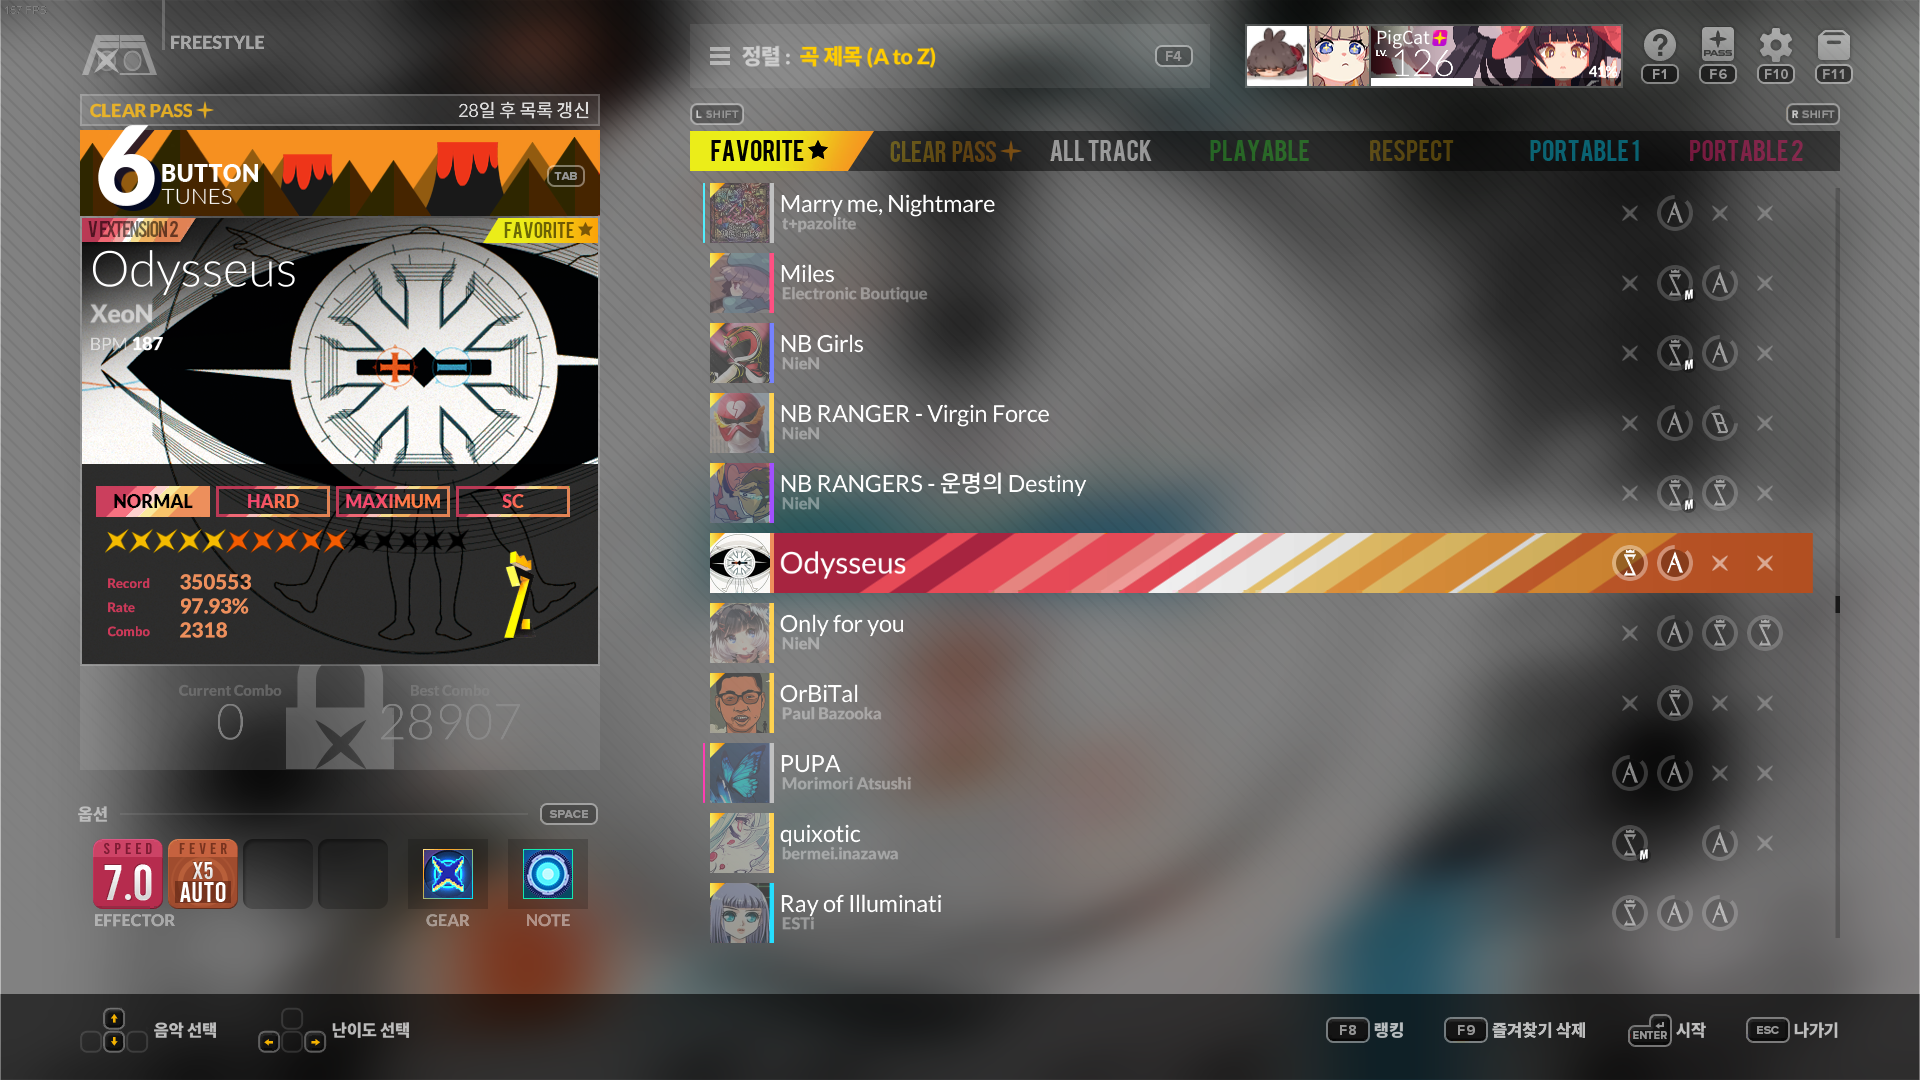 187 FPS
FREESTYLE
정렬 : 곡 제목 (A to Z)
F4
PigCat
LV. 126
41%
F1
PASS
F6
F10
F11
CLEAR PASS
28일 후 목록 갱신
L SHIFT
R SHIFT
6 BUTTON
TUNES
TAB
FAVORITE
CLEAR PASS
ALL TRACK
PLAYABLE
RESPECT
PORTABLE 1
PORTABLE 2
V EXTENSION 2
FAVORITE
Odysseus
XeoN
BPM 187
NORMAL
HARD
MAXIMUM
SC
Record 350553
Rate 97.93%
Combo 2318
Current Combo
0
Best Combo
28907
옵션
SPACE
SPEED
7.0
FEVER
X5
AUTO
EFFECTOR
GEAR
NOTE
Marry me, Nightmare
t+pazolite
A
Miles
Electronic Boutique
S M A
NB Girls
NieN
S M A
NB RANGER - Virgin Force
NieN
A B
NB RANGERS - 운명의 Destiny
NieN
S M S
Odysseus
S A
Only for you
NieN
A S S
OrBiTal
Paul Bazooka
S
PUPA
Morimori Atsushi
A A
quixotic
bermei.inazawa
S M A
Ray of Illuminati
ESTi
S A A
음악 선택
난이도 선택
F8 랭킹
F9 즐겨찾기 삭제
ENTER 시작
ESC 나가기